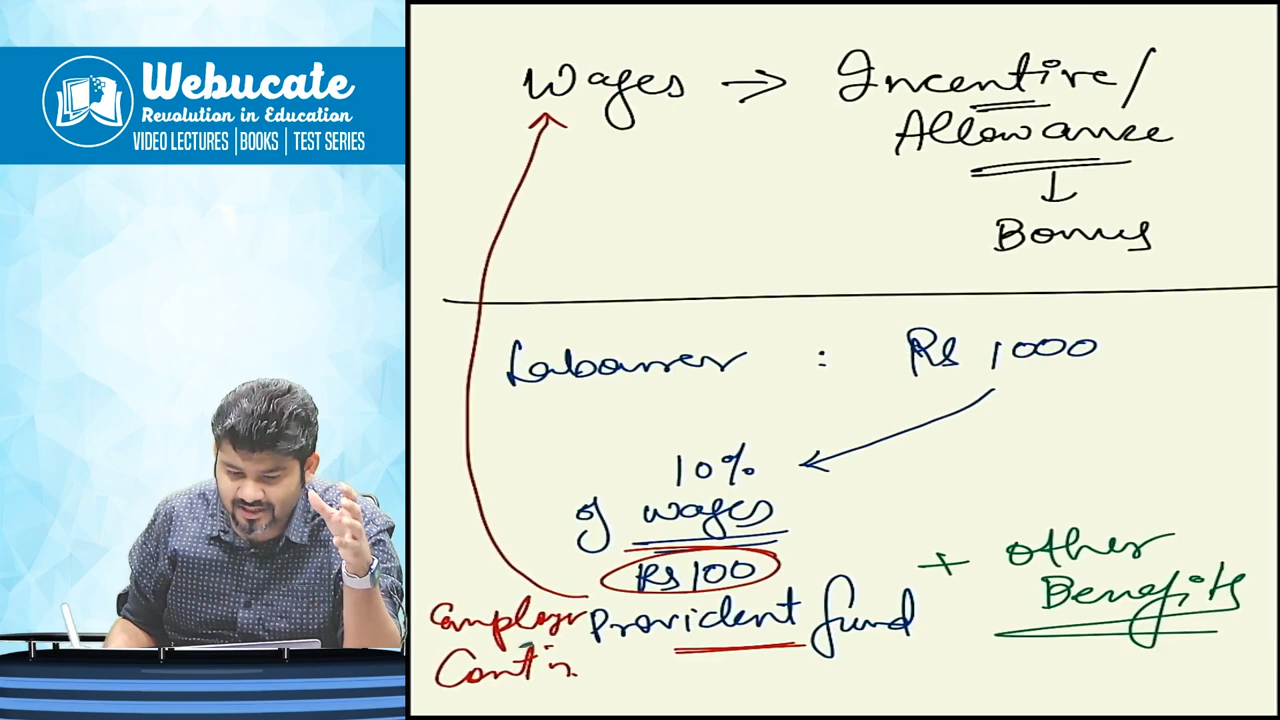 Webucate
Revolution in Education
VIDEO LECTURES | BOOKS | TEST SERIES
Wages → Incentive/
Allowance
↓
Bonus
Labourer : Rs 1000
10%
of wages
Rs 100
Provident fund
+ Other
Benefits
Employer
Cont